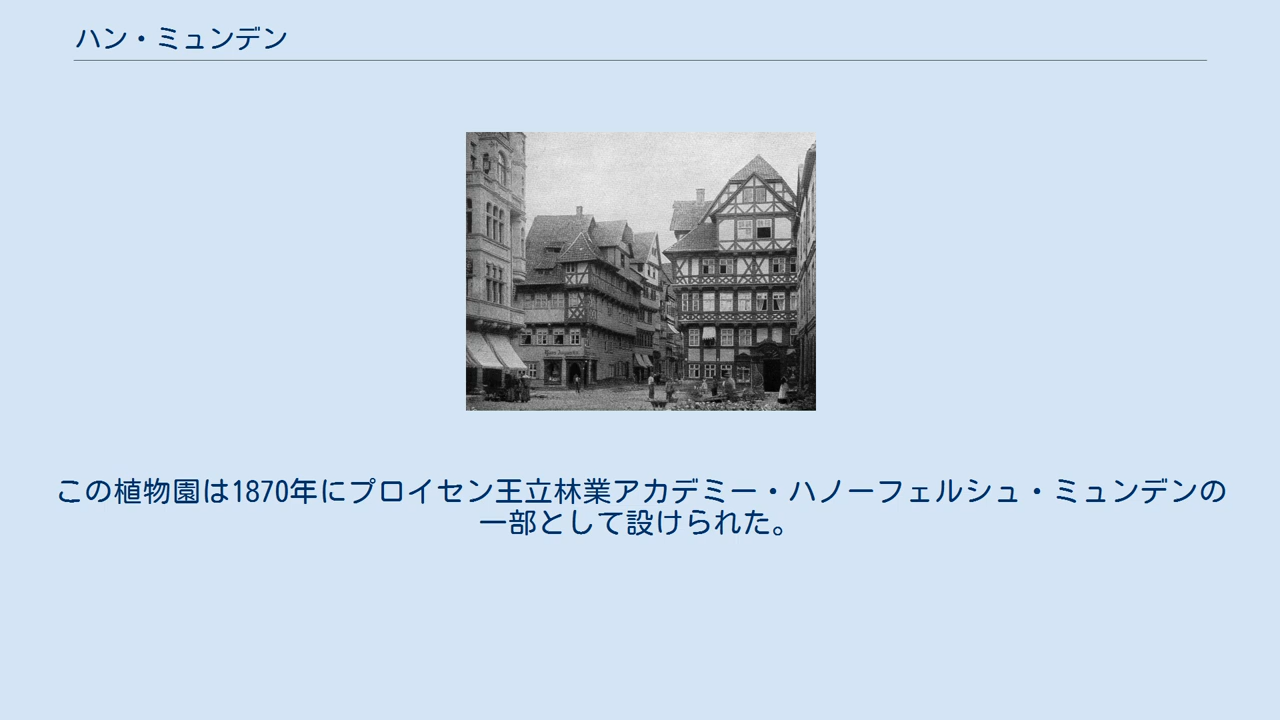 ハン・ミュンデン
この植物園は1870年にプロイセン王立林業アカデミー・ハノーフェルシュ・ミュンデンの
一部として設けられた。